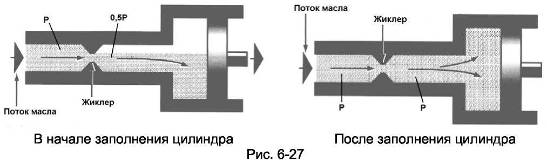 P
0,5P
Жиклер
Поток масла
В начале заполнения цилиндра
Поток масла
Жиклер
P
P
После заполнения цилиндра
Рис. 6-27